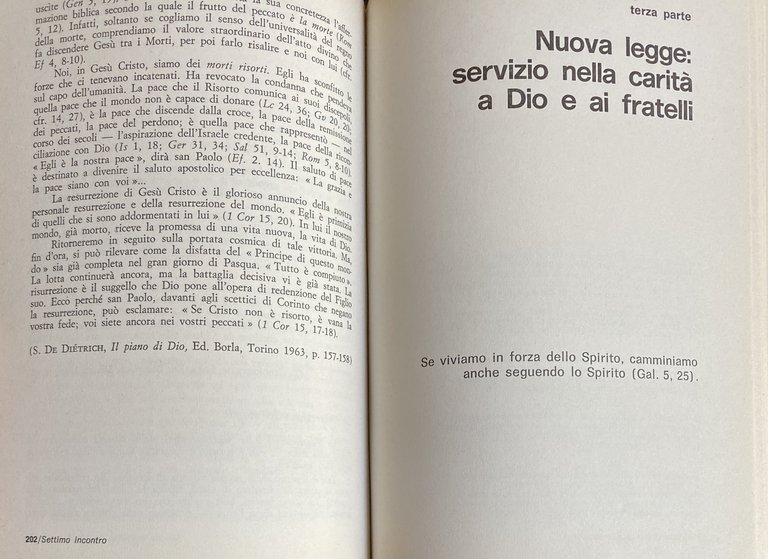 uscite (Gen 3, 19). la sua concretezza l'affer-
mazione biblica secondo la quale il frutto del peccato è la morte (Rom
5, 12). Infatti, soltanto se cogliamo il senso dell'universalità del regno
della morte, comprendiamo il valore straordinario dell'atto divino che
fa discendere Gesù tra i Morti, per poi farlo risalire e noi con lui (cfr.
Ef 4, 8-10).
Noi, in Gesù Cristo, siamo dei morti risorti. Egli ha sconfitto le
forze che ci tenevano incatenati. Ha revocato la condanna che pendeva
sul capo dell'umanità. La pace che il Risorto comunica ai suoi discepoli,
quella pace che il mondo non è capace di donare (Lc 24, 36; Gv 20, 20;
cfr. 14, 27), è la pace che discende dalla croce, la pace della remissione
dei peccati, la pace del perdono; è quella pace che rappresentò — nel
corso dei secoli — l'aspirazione dell'Israele credente, la pace della ricon-
ciliazione con Dio (Is 1, 18; Ger 31, 34; Sal 51, 9-14; Rom 5, 8-10).
« Egli è la nostra pace », dirà san Paolo (Ef. 2. 14). Il saluto di pace
è destinato a divenire il saluto apostolico per eccellenza: « La grazia e
la pace siano con voi »...
La resurrezione di Gesù Cristo è il glorioso annuncio della nostra
personale resurrezione e della resurrezione del mondo. « Egli è primizia
di quelli che si sono addormentati in lui » (1 Cor 15, 20). In lui il nostro
mondo, già morto, riceve la promessa di una vita nuova, la vita di Dio.
Ritorneremo in seguito sulla portata cosmica di tale vittoria. Ma,
fin d'ora, si può rilevare come la disfatta del « Principe di questo mon-
do » sia già completa nel gran giorno di Pasqua. « Tutto è compiuto ».
La lotta continuerà ancora, ma la battaglia decisiva vi è già stata. La
risurrezione è il suggello che Dio pone all'opera di redenzione del Figlio
suo. Ecco perché san Paolo, davanti agli scettici di Corinto che negano
la resurrezione, può esclamare: « Se Cristo non è risorto, è vana la
vostra fede; voi siete ancora nei vostri peccati » (1 Cor 15, 17-18).
(S. DE DIÉTRICH, Il piano di Dio, Ed. Borla, Torino 1963, p. 157-158)
202/Settimo incontro
terza parte
Nuova legge:
servizio nella carità
a Dio e ai fratelli
Se viviamo in forza dello Spirito, camminiamo
anche seguendo lo Spirito (Gal. 5, 25).